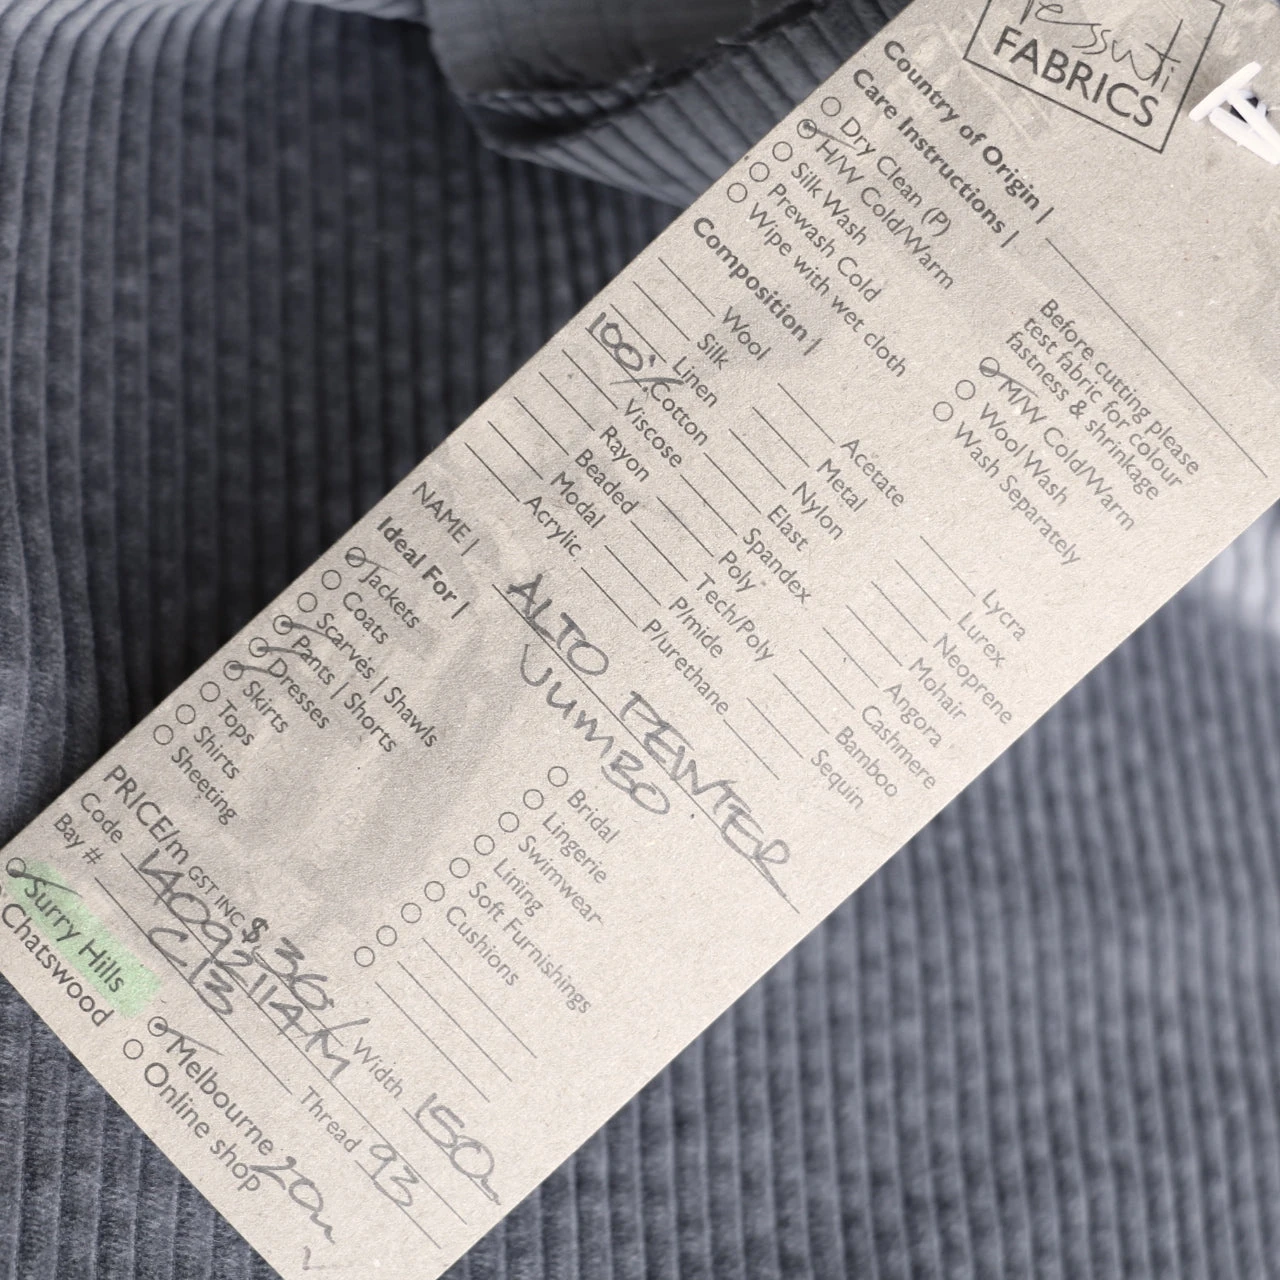 Tessuti
FABRICS
Country of Origin |
Care Instructions |
Dry Clean (P)
H/W Cold/Warm
Silk Wash
Prewash Cold
Wipe with wet cloth
Before cutting please
test fabric for colour
fastness & shrinkage
M/W Cold/Warm
Wool Wash
Wash Separately
Composition |
Wool
Silk
Linen
100% Cotton
Viscose
Rayon
Beaded
Modal
Acrylic
Acetate
Metal
Nylon
Elast
Spandex
Poly
Tech/Poly
P/mide
P/urethane
Lycra
Lurex
Neoprene
Mohair
Angora
Cashmere
Bamboo
Sequin
NAME | ALTO PEWTER
JUMBO
Ideal For |
Jackets
Coats
Scarves | Shawls
Pants | Shorts
Dresses
Skirts
Tops
Shirts
Sheeting
Bridal
Lingerie
Swimwear
Lining
Soft Furnishings
Cushions
PRICE/m GST INC $36/m Width 150
Code 14092114 Thread 93
Bay # C13
Surry Hills
Chatswood
Melbourne 20m
Online shop